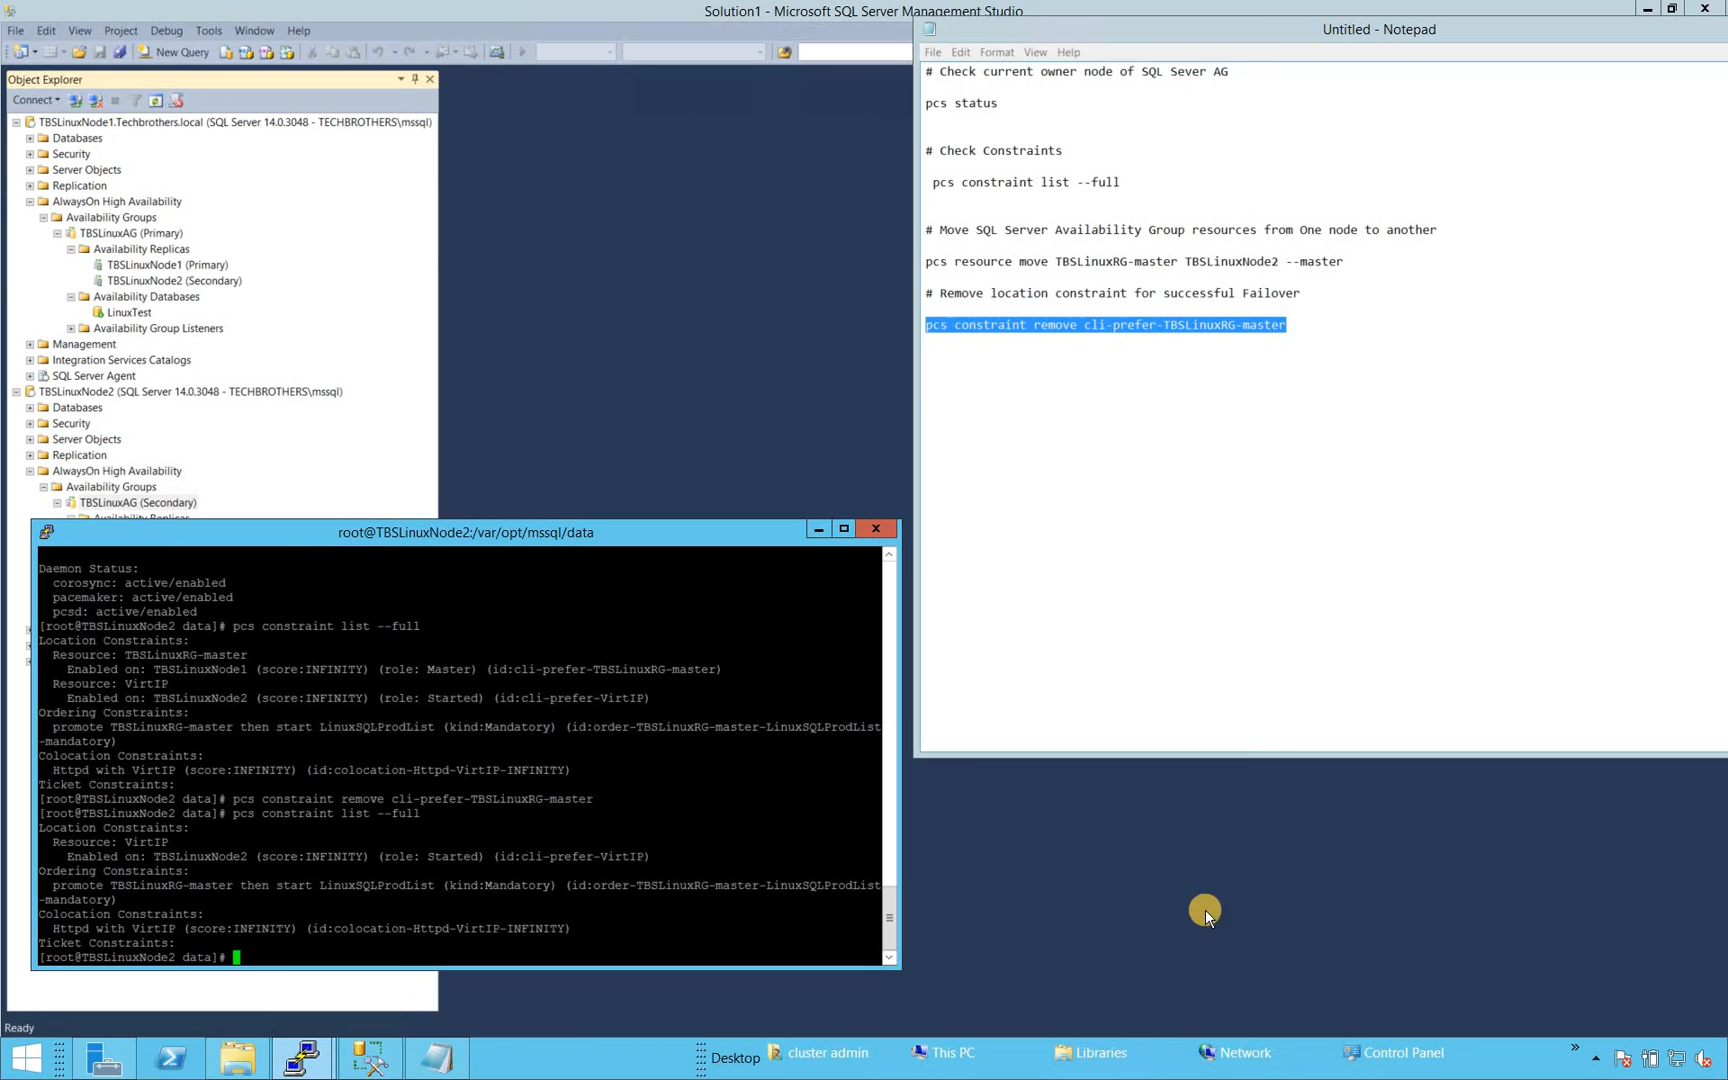 Solution1 - Microsoft SQL Server Management Studio
File Edit View Project Debug Tools Window Help
New Query
Object Explorer
Connect
TBSLinuxNode1.Techbrothers.local (SQL Server 14.0.3048 - TECHBROTHERS\mssql)
Databases
Security
Server Objects
Replication
AlwaysOn High Availability
Availability Groups
TBSLinuxAG (Primary)
Availability Replicas
TBSLinuxNode1 (Primary)
TBSLinuxNode2 (Secondary)
Availability Databases
LinuxTest
Availability Group Listeners
Management
Integration Services Catalogs
SQL Server Agent
TBSLinuxNode2 (SQL Server 14.0.3048 - TECHBROTHERS\mssql)
Databases
Security
Server Objects
Replication
AlwaysOn High Availability
Availability Groups
TBSLinuxAG (Secondary)
Availability Replicas
Untitled - Notepad
File Edit Format View Help
# Check current owner node of SQL Sever AG
pcs status
# Check Constraints
pcs constraint list --full
# Move SQL Server Availability Group resources from One node to another
pcs resource move TBSLinuxRG-master TBSLinuxNode2 --master
# Remove location constraint for successful Failover
pcs constraint remove cli-prefer-TBSLinuxRG-master
root@TBSLinuxNode2:/var/opt/mssql/data
Daemon Status:
corosync: active/enabled
pacemaker: active/enabled
pcsd: active/enabled
[root@TBSLinuxNode2 data]# pcs constraint list --full
Location Constraints:
Resource: TBSLinuxRG-master
Enabled on: TBSLinuxNode1 (score:INFINITY) (role: Master) (id:cli-prefer-TBSLinuxRG-master)
Resource: VirtIP
Enabled on: TBSLinuxNode2 (score:INFINITY) (role: Started) (id:cli-prefer-VirtIP)
Ordering Constraints:
promote TBSLinuxRG-master then start LinuxSQLProdList (kind:Mandatory) (id:order-TBSLinuxRG-master-LinuxSQLProdList
-mandatory)
Colocation Constraints:
Httpd with VirtIP (score:INFINITY) (id:colocation-Httpd-VirtIP-INFINITY)
Ticket Constraints:
[root@TBSLinuxNode2 data]# pcs constraint remove cli-prefer-TBSLinuxRG-master
[root@TBSLinuxNode2 data]# pcs constraint list --full
Location Constraints:
Resource: VirtIP
Enabled on: TBSLinuxNode2 (score:INFINITY) (role: Started) (id:cli-prefer-VirtIP)
Ordering Constraints:
promote TBSLinuxRG-master then start LinuxSQLProdList (kind:Mandatory) (id:order-TBSLinuxRG-master-LinuxSQLProdList
-mandatory)
Colocation Constraints:
Httpd with VirtIP (score:INFINITY) (id:colocation-Httpd-VirtIP-INFINITY)
Ticket Constraints:
[root@TBSLinuxNode2 data]#
Ready
Desktop cluster admin This PC Libraries Network Control Panel »